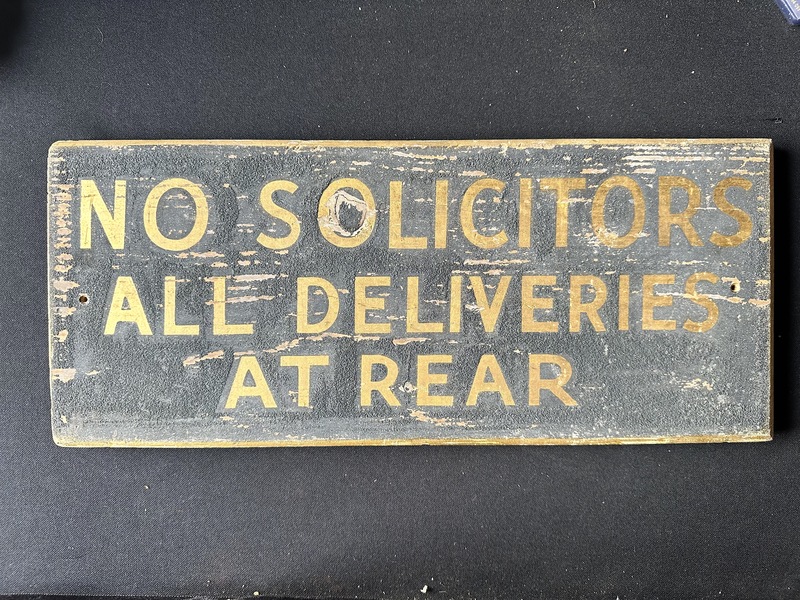 NO SOLICITORS
ALL DELIVERIES
AT REAR